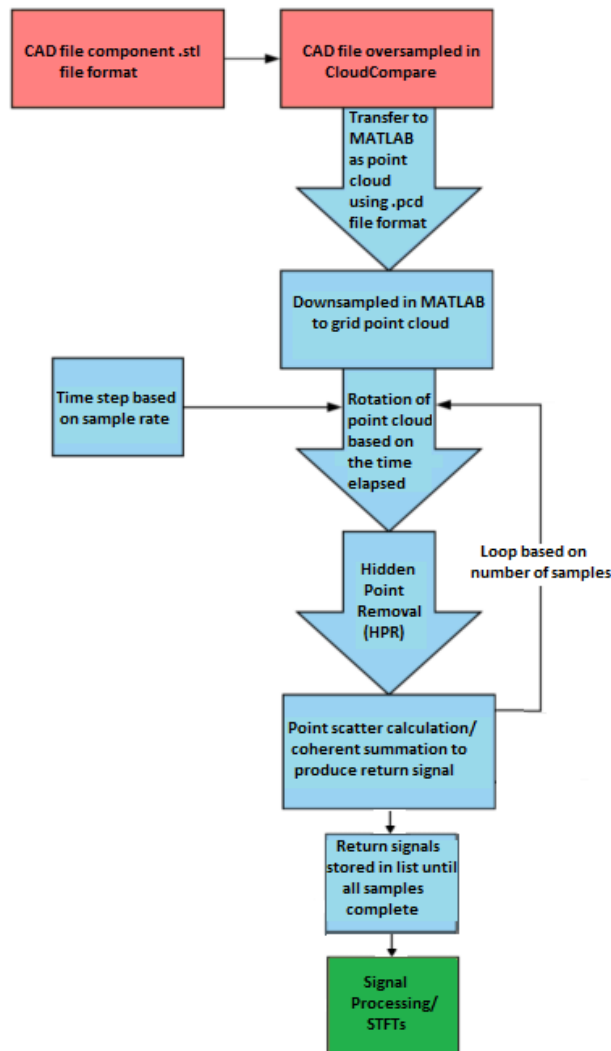 CAD file component .stl
file format
CAD file oversampled in
CloudCompare
Transfer to
MATLAB
as point
cloud
using .pcd
file format
Downsampled in MATLAB
to grid point cloud
Time step based
on sample rate
Rotation of
point cloud
based on
the time
elapsed
Hidden
Point
Removal
(HPR)
Loop based on
number of samples
Point scatter calculation/
coherent summation to
produce return signal
Return signals
stored in list until
all samples
complete
Signal
Processing/
STFTs